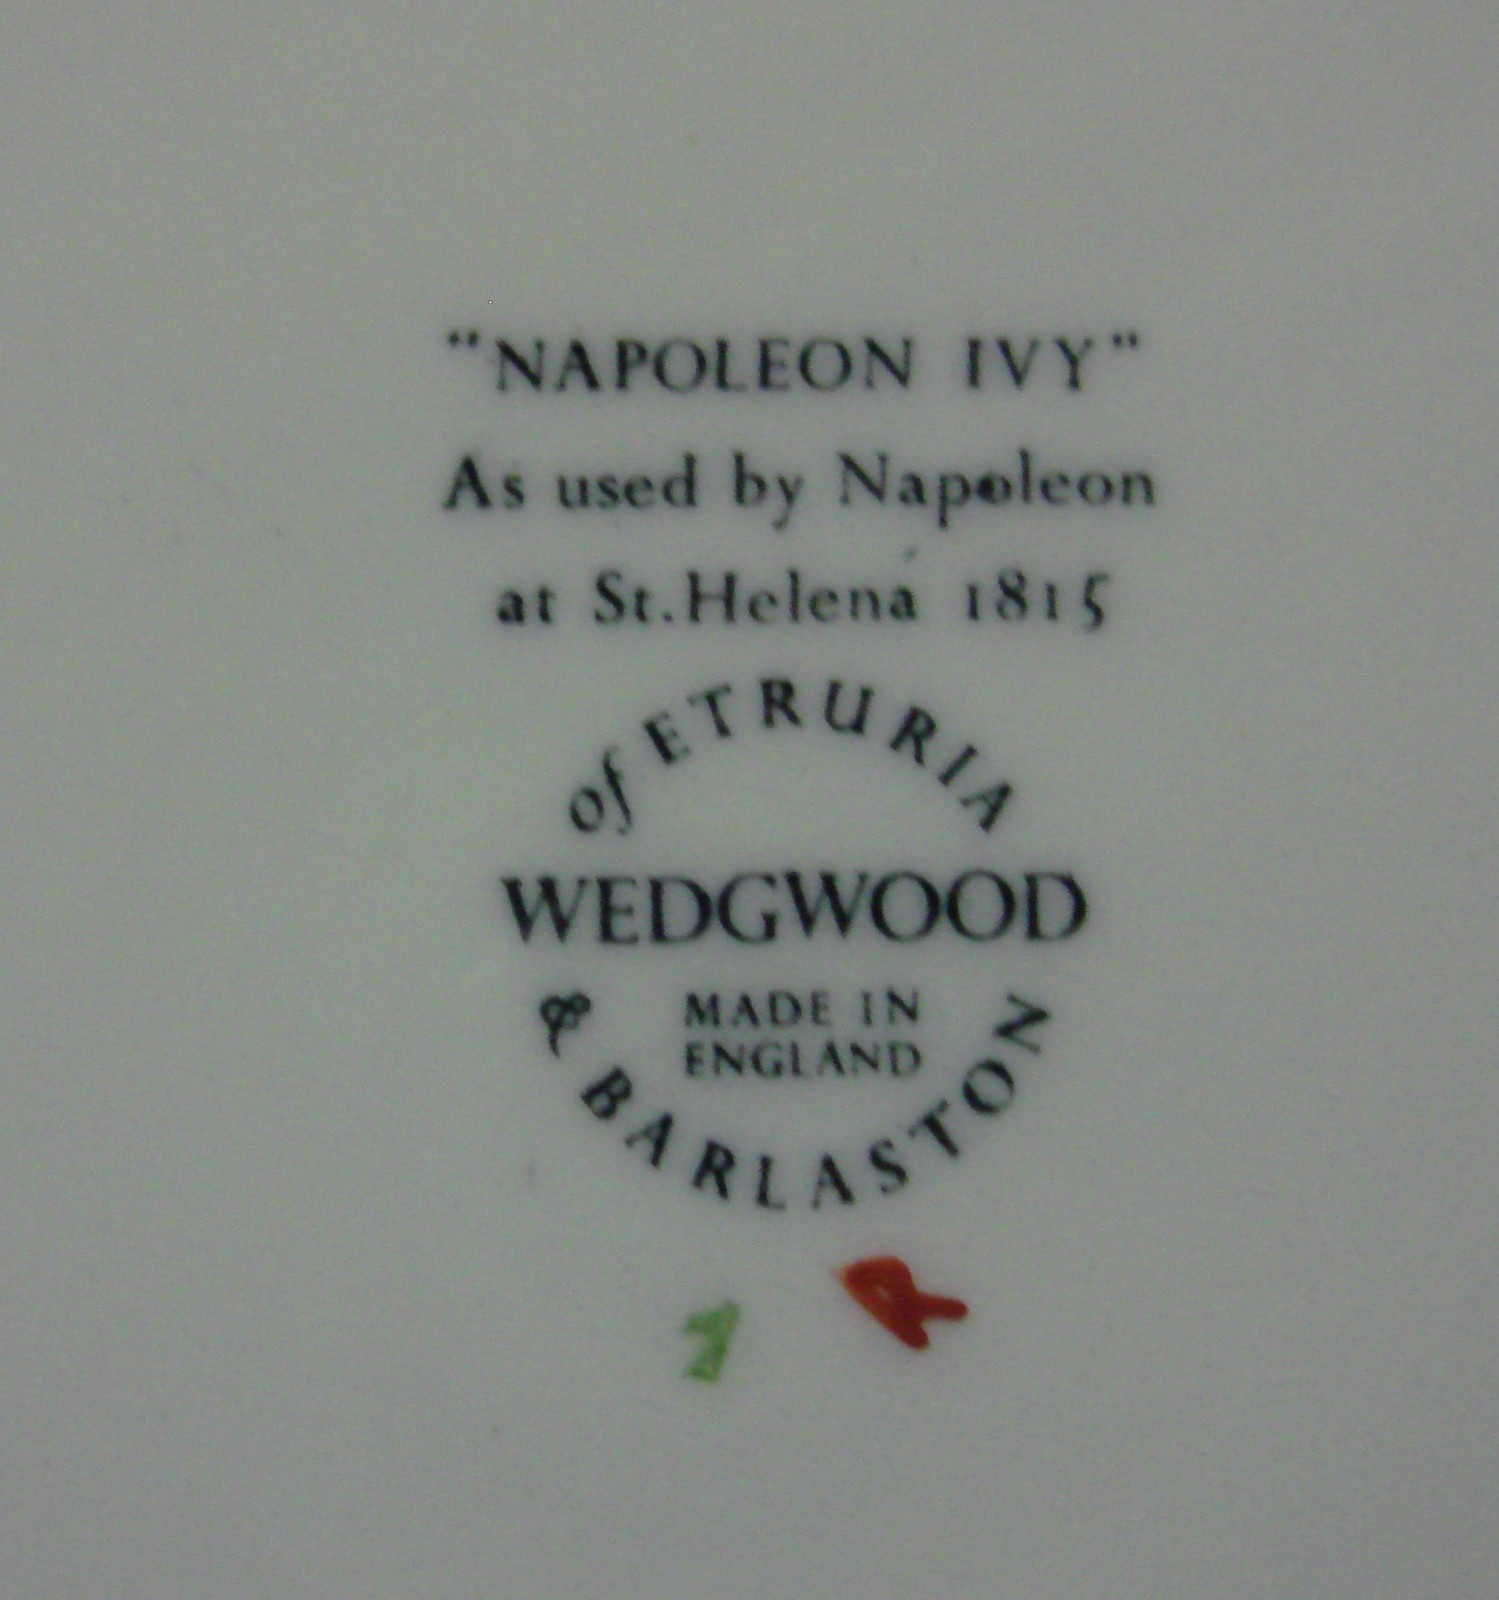 "NAPOLEON IVY"
As used by Napoleon
at St.Helena 1815
of ETRURIA
WEDGWOOD
MADE IN
ENGLAND
& BARLASTON
1 R